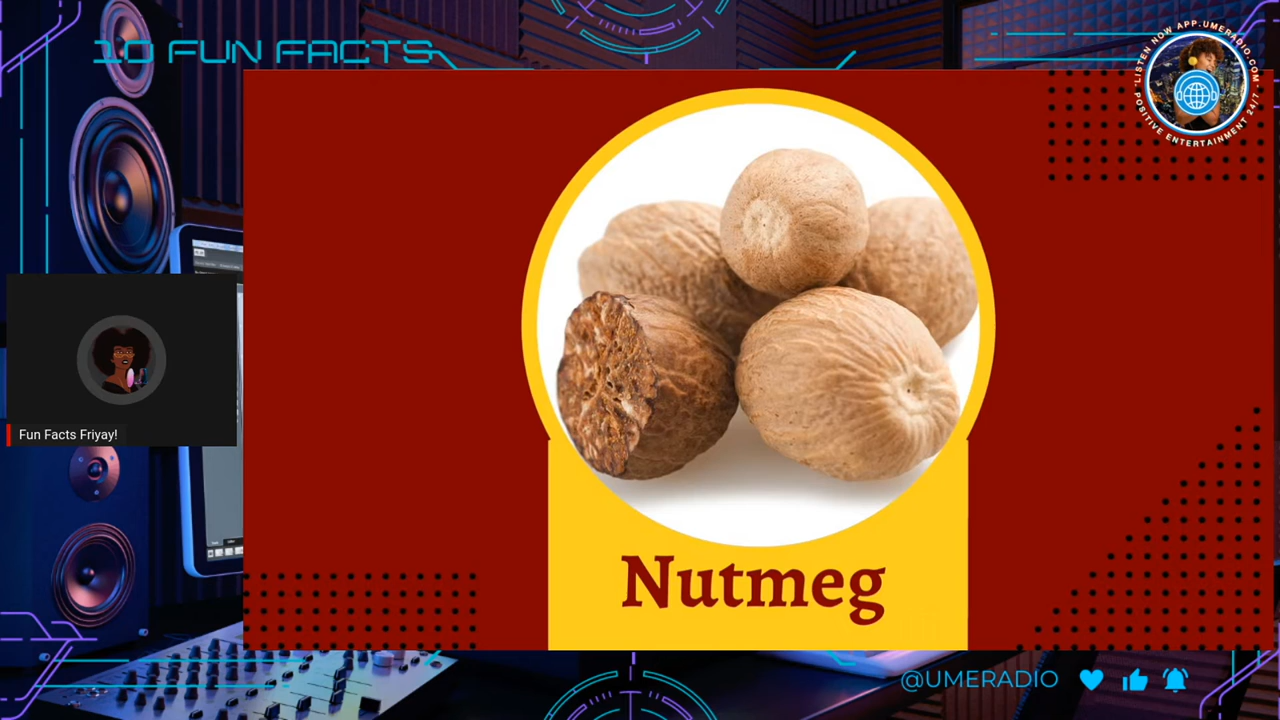 10 FUN FACTS
LISTEN NOW APP.UMERADIO.COM
POSITIVE ENTERTAINMENT 24/7
Fun Facts Friyay!
Nutmeg
@UMERADIO